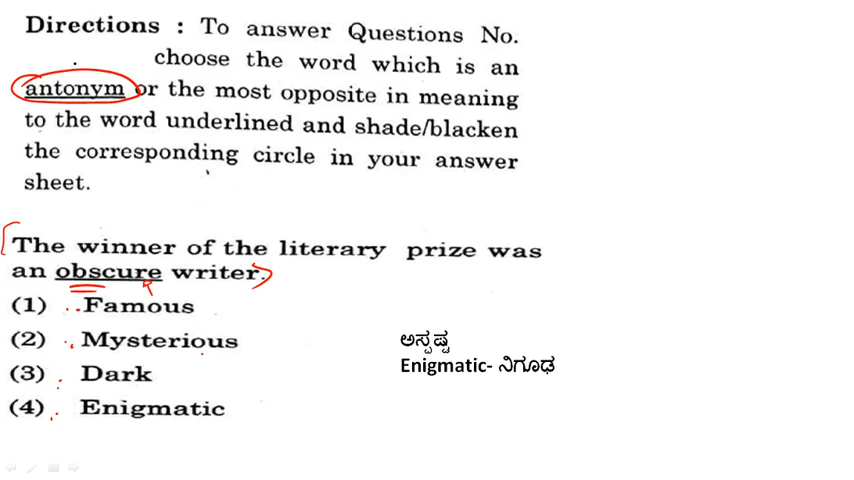 Directions : To answer Questions No.
choose the word which is an
antonym or the most opposite in meaning
to the word underlined and shade/blacken
the corresponding circle in your answer
sheet.
The winner of the literary prize was
an obscure writer.
(1) Famous
(2) Mysterious
(3) Dark
(4) Enigmatic
ಅಸ್ಪಷ್ಟ
Enigmatic- ನಿಗೂಢ